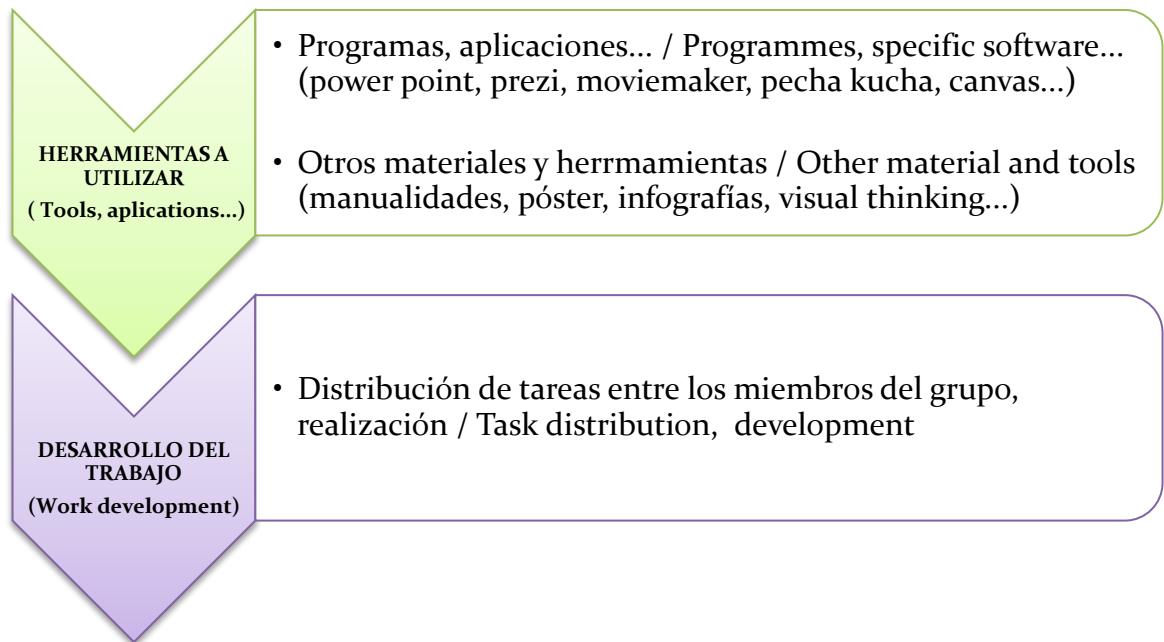 HERRAMIENTAS A
UTILIZAR
( Tools, aplications...)
• Programas, aplicaciones... / Programmes, specific software...
(power point, prezi, moviemaker, pecha kucha, canvas...)
• Otros materiales y herrmamientas / Other material and tools
(manualidades, póster, infografías, visual thinking...)
DESARROLLO DEL
TRABAJO
(Work development)
• Distribución de tareas entre los miembros del grupo,
realización / Task distribution,  development